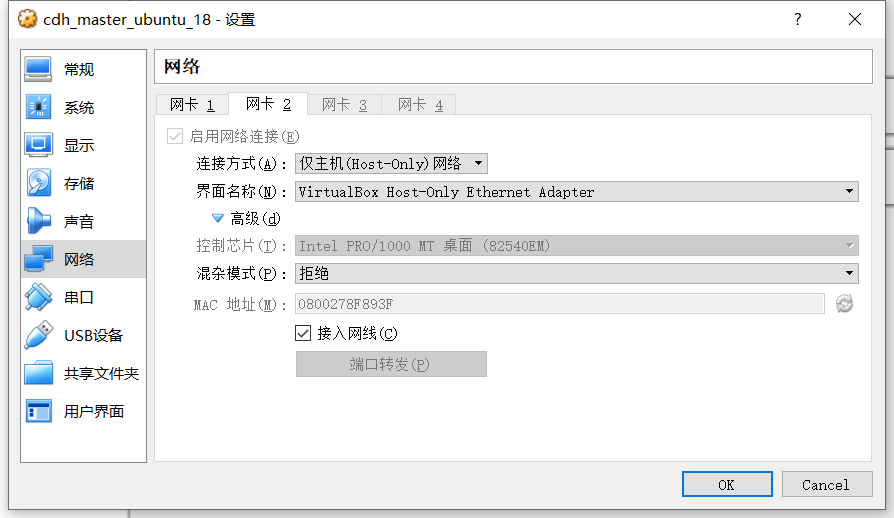 cdh_master_ubuntu_18 - 设置
?
常规
系统
显示
存储
声音
网络
串口
USB设备
共享文件夹
用户界面
网络
网卡 1 网卡 2 网卡 3 网卡 4
启用网络连接(E)
连接方式(A): 仅主机(Host-Only)网络
界面名称(N): VirtualBox Host-Only Ethernet Adapter
高级(d)
控制芯片(T): Intel PRO/1000 MT 桌面 (82540EM)
混杂模式(P): 拒绝
MAC 地址(M): 0800278F893F
接入网线(C)
端口转发(P)
OK Cancel